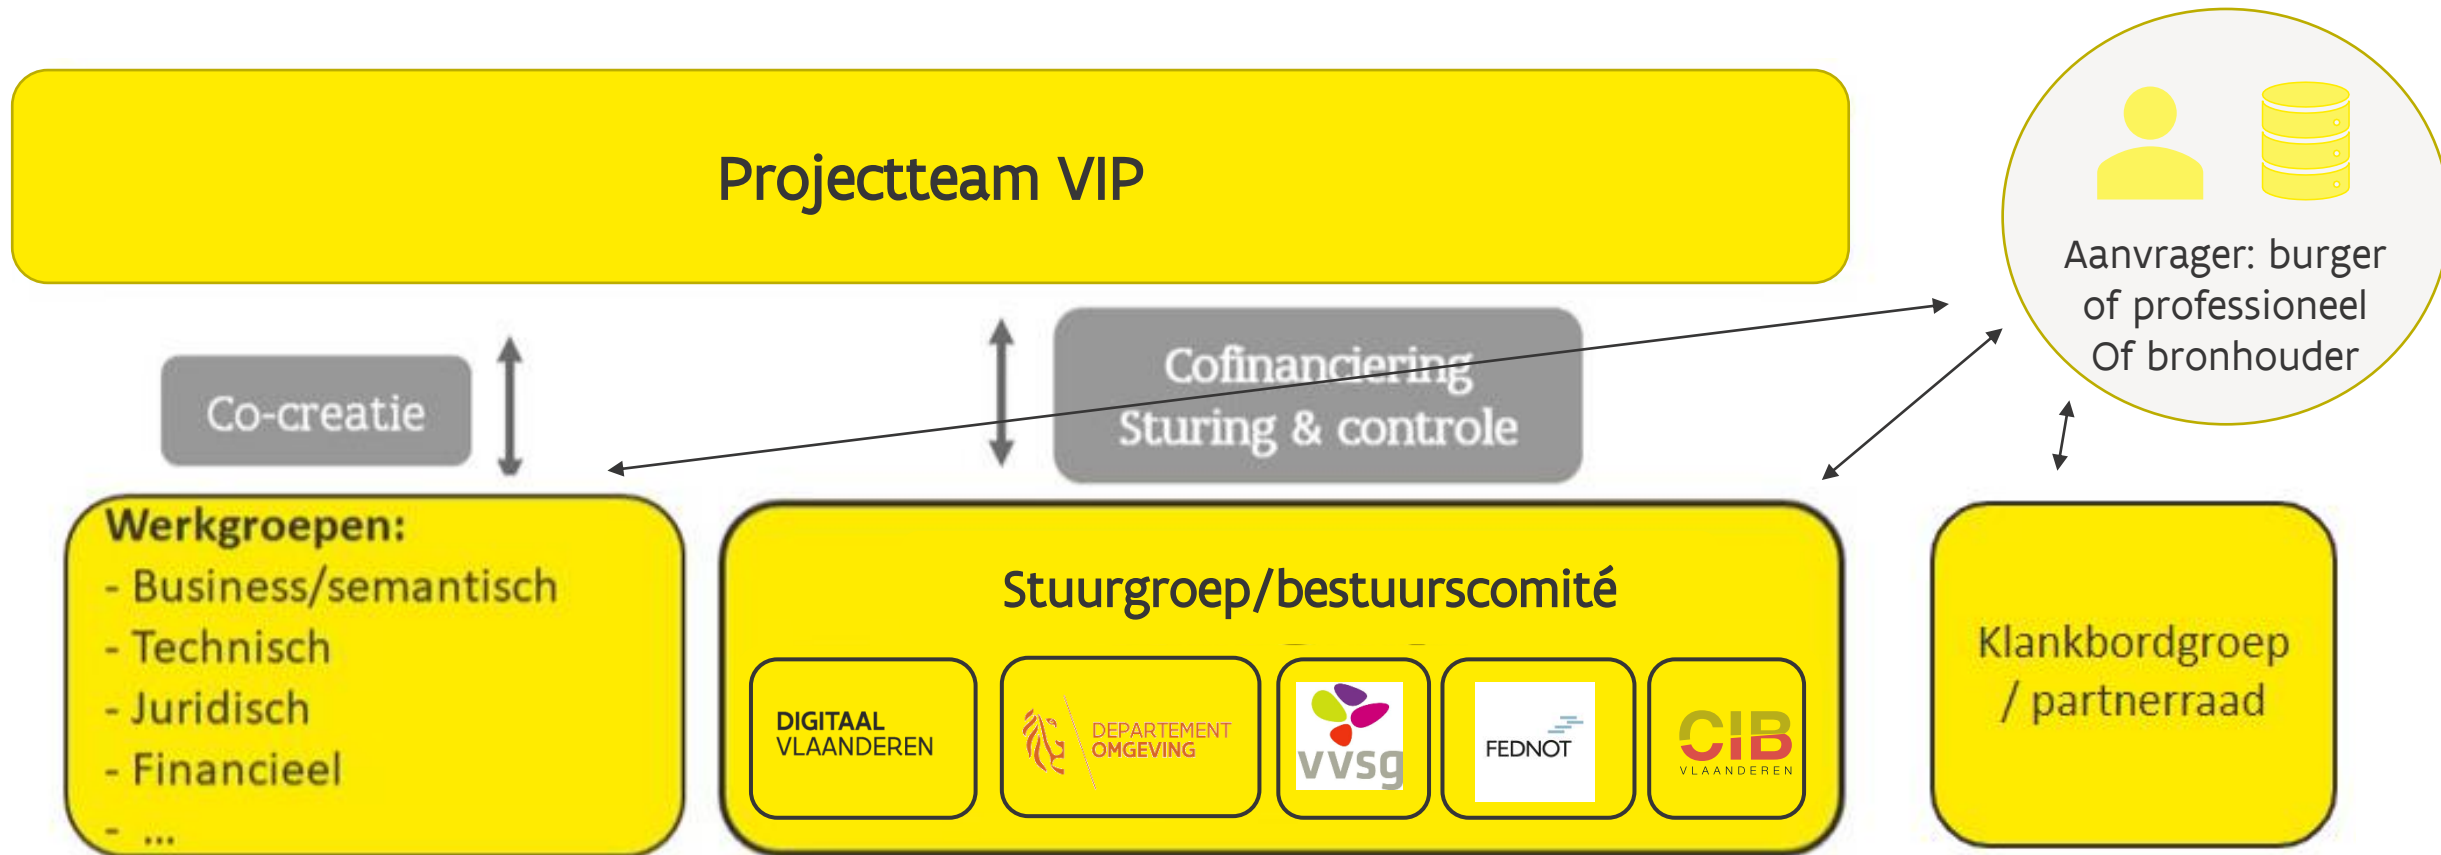 Projectteam VIP
Aanvrager: burger
of professioneel
Of bronhouder
Co-creatie
Cofinanciering
Sturing & controle
Werkgroepen:
- Business/semantisch
- Technisch
- Juridisch
- Financieel
- ...
Stuurgroep/bestuurscomité
DIGITAAL
VLAANDEREN
DEPARTEMENT
OMGEVING
vvsg
FEDNOT
CIB
VLAANDEREN
Klankbordgroep
/ partnerraad